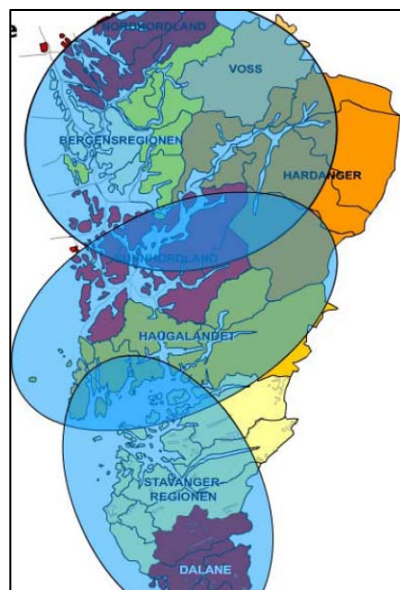 e
NORDHORDLAND
VOSS
BERGENSREGIONEN
HARDANGER
SUNNHORDLAND
HAUGALANDET
STAVANGER-
REGIONEN
DALANE